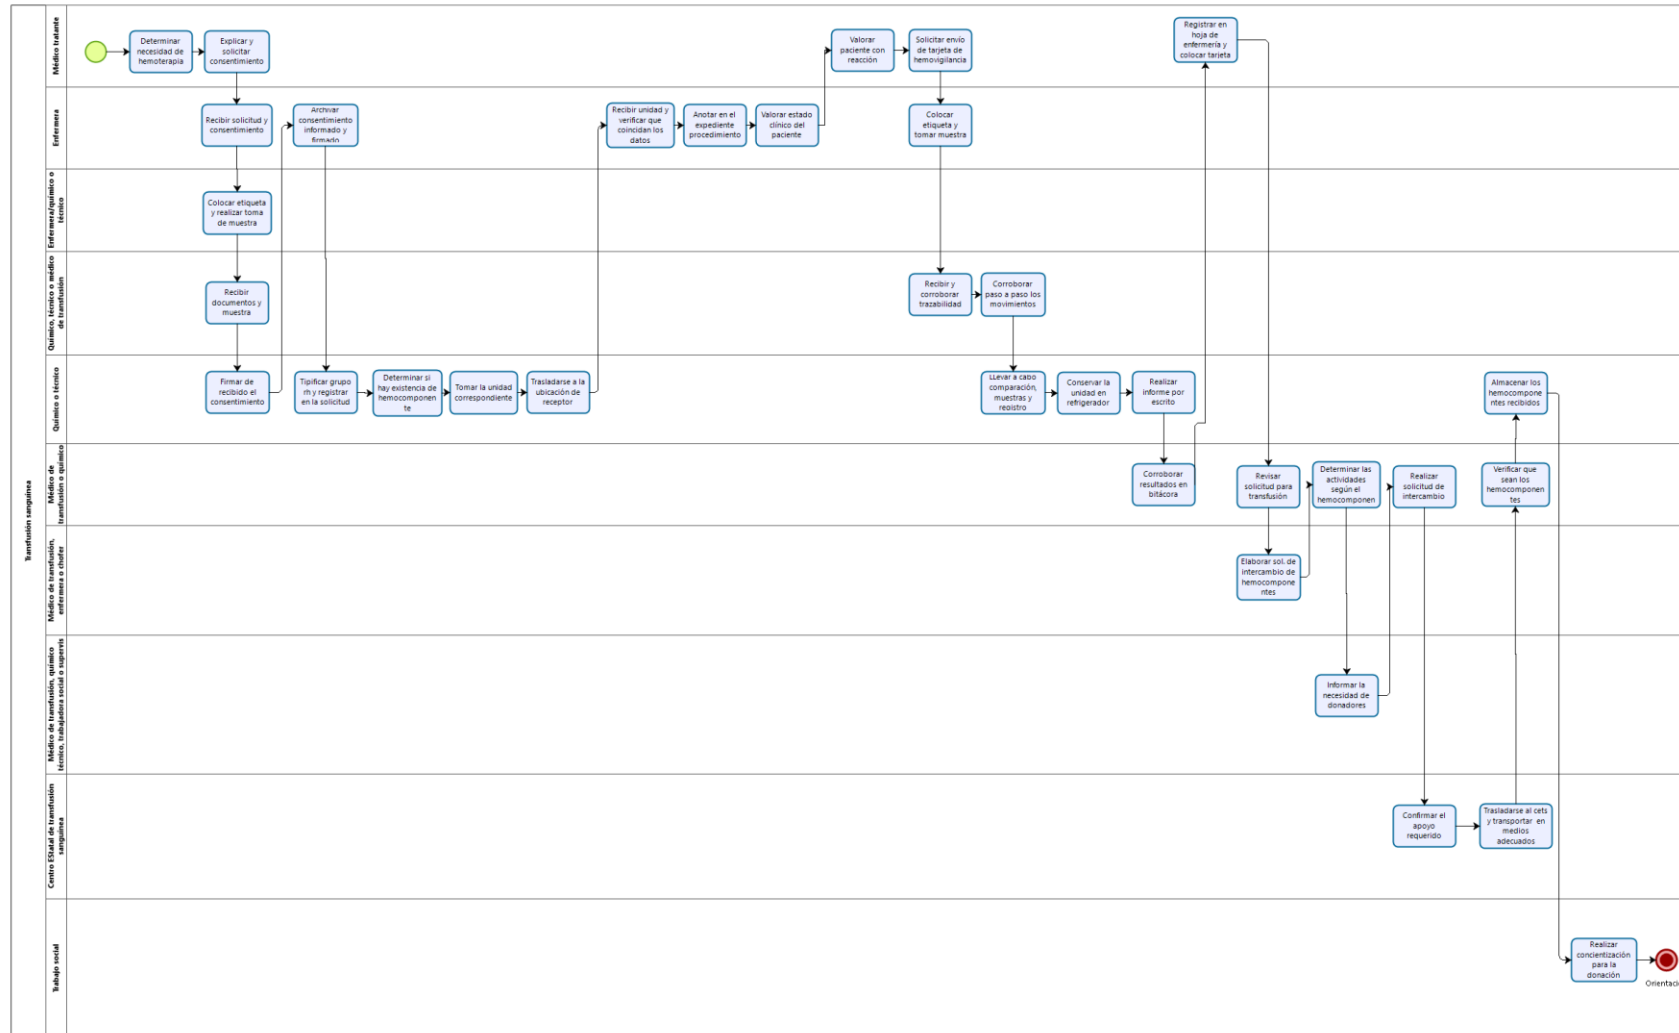 Transfusión sanguínea
Médico tratante
Determinar
necesidad de
hemoterapia
Explicar y
solicitar
consentimiento
Valorar
paciente con
reacción
Solicitar envío
de tarjeta de
hemovigilancia
Registrar en
hoja de
enfermería y
colocar tarjeta
Enfermera
Recibir solicitud y
consentimiento
Archivar
consentimiento
informado y
firmado
Recibir unidad y
verificar que
coincidan los
datos
Anotar en el
expediente
procedimiento
Valorar estado
clínico del
paciente
Colocar
etiqueta y
tomar muestra
Enfermera/químico o
técnico
Colocar etiqueta
y realizar toma
de muestra
Químico, técnico o médico
de transfusión
Recibir
documentos y
muestra
Recibir y
corroborar
trazabilidad
Corroborar
paso a paso los
movimientos
Químico o técnico
Firmar de
recibido el
consentimiento
Tipificar grupo
rh y registrar
en la solicitud
Determinar si
hay existencia de
hemocomponen
te
Tomar la unidad
correspondiente
Trasladarse a la
ubicación de
receptor
LLevar a cabo
comparación,
muestras y
registro
Conservar la
unidad en
refrigerador
Realizar
informe por
escrito
Almacenar los
hemocompone
ntes recibidos
Médico de
transfusión o químico
Corroborar
resultados en
bitácora
Revisar
solicitud para
transfusión
Determinar las
actividades
según el
hemocomponen
Realizar
solicitud de
intercambio
Verificar que
sean los
hemocomponen
tes
Médico de transfusión,
enfermera o chofer
Elaborar sol. de
intercambio de
hemocompone
ntes
Médico de transfusión, químico
técnico, trabajadora social o supervis
Informar la
necesidad de
donadores
Centro EStatal de transfusión
sanguínea
Confirmar el
apoyo
requerido
Trasladarse al cets
y transportar en
medios
adecuados
Trabajo social
Realizar
concientización
para la
donación
Orientaci